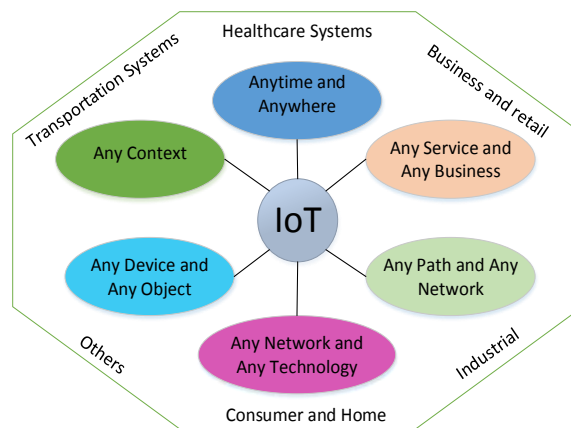 Healthcare Systems
Transportation Systems
Business and retail
Anytime and
Anywhere
Any Context
Any Service and
Any Business
IoT
Any Device and
Any Object
Any Path and Any
Network
Any Network and
Any Technology
Others
Industrial
Consumer and Home